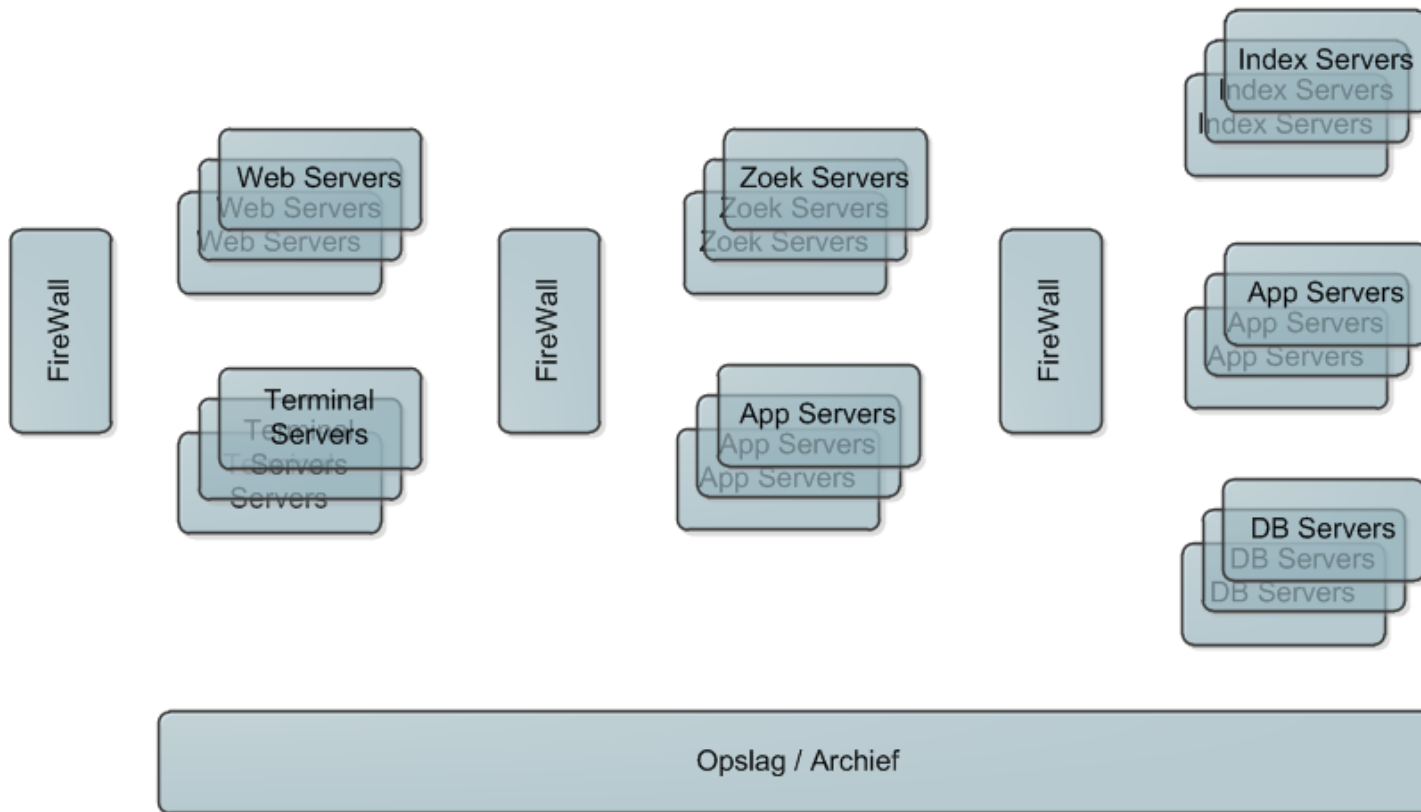 FireWall
Web Servers
Web Servers
Web Servers
Terminal
Servers
Terminal
Servers
Terminal
Servers
FireWall
Zoek Servers
Zoek Servers
Zoek Servers
App Servers
App Servers
App Servers
FireWall
Index Servers
Index Servers
Index Servers
App Servers
App Servers
App Servers
DB Servers
DB Servers
DB Servers
Opslag / Archief